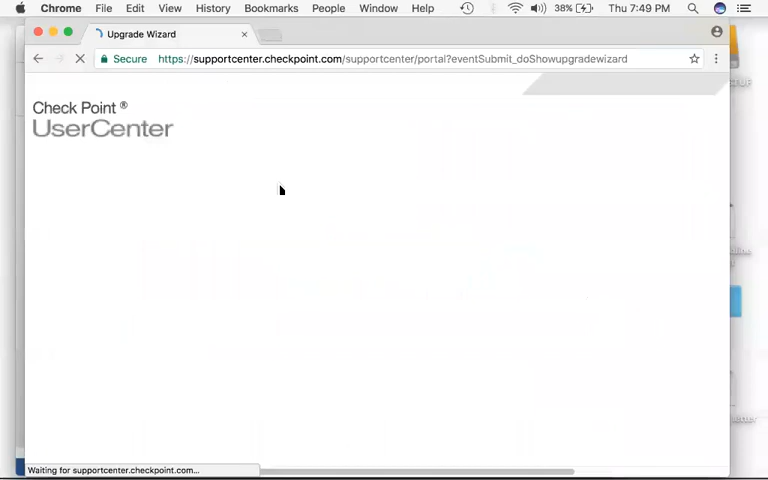 Chrome File Edit View History Bookmarks People Window Help 38% Thu 7:49 PM
Upgrade Wizard
Secure https://supportcenter.checkpoint.com/supportcenter/portal?eventSubmit_doShowupgradewizard
Check Point ®
UserCenter
Waiting for supportcenter.checkpoint.com...